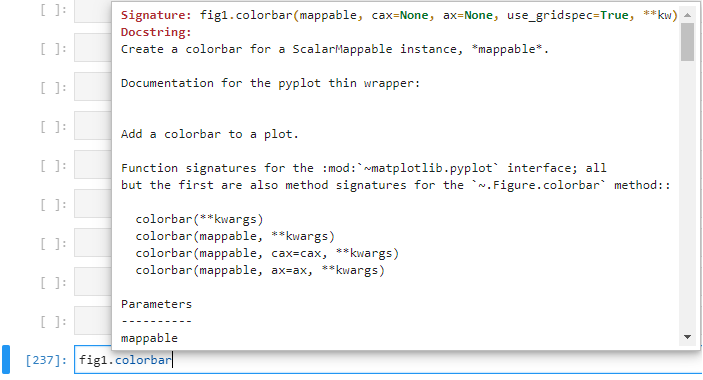 [ ]:
Signature: fig1.colorbar(mappable, cax=None, ax=None, use_gridspec=True, **kw)
Docstring:
[ ]:
Create a colorbar for a ScalarMappable instance, *mappable*.
[ ]:
Documentation for the pyplot thin wrapper:
[ ]:
Add a colorbar to a plot.
[ ]:
Function signatures for the :mod:`~matplotlib.pyplot` interface; all
but the first are also method signatures for the `~.Figure.colorbar` method::
[ ]:
colorbar(**kwargs)
colorbar(mappable, **kwargs)
[ ]:
colorbar(mappable, cax=cax, **kwargs)
colorbar(mappable, ax=ax, **kwargs)
[ ]:
Parameters
----------
[ ]:
mappable
[237]: fig1.colorbar